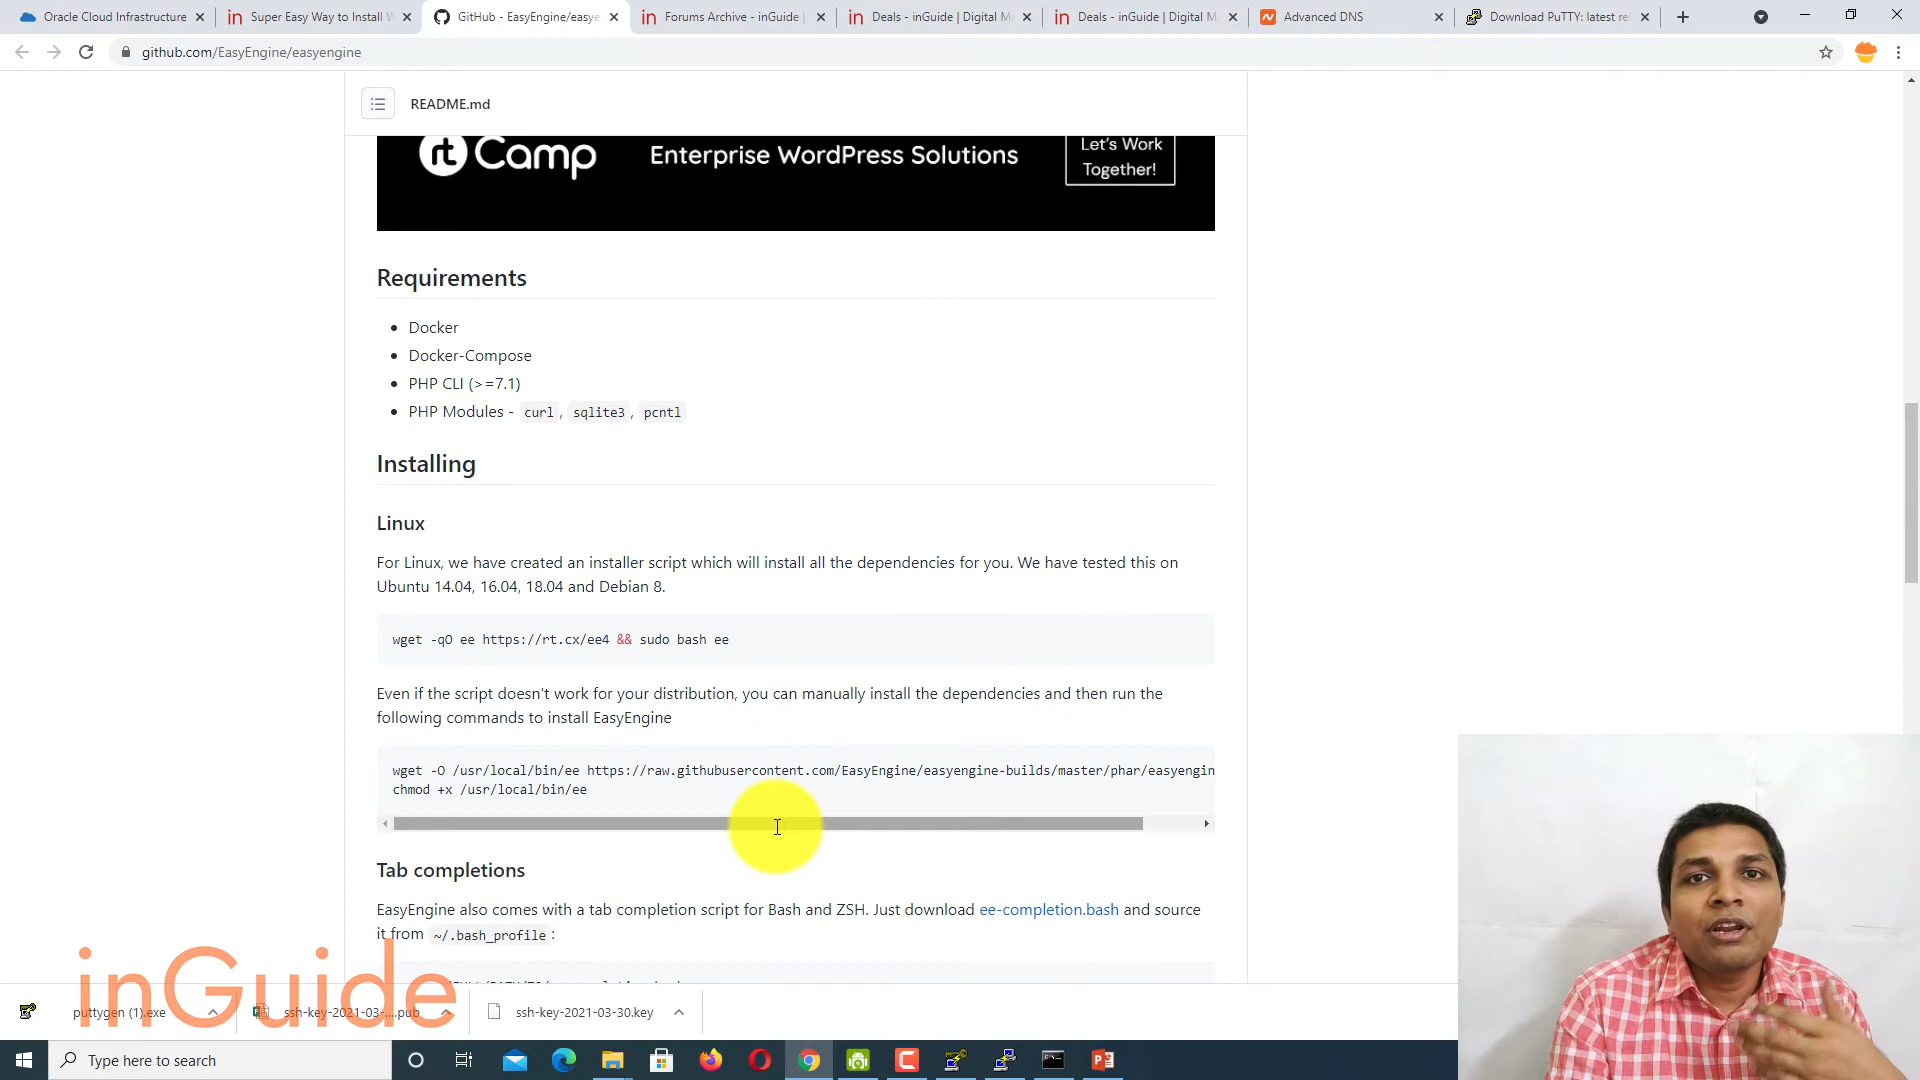 Oracle Cloud Infrastructure
Super Easy Way to Install W
GitHub - EasyEngine/easye
Forums Archive - inGuide |
Deals - inGuide | Digital M
Deals - inGuide | Digital M
Advanced DNS
Download PuTTY: latest rel
github.com/EasyEngine/easyengine
README.md
rt Camp
Enterprise WordPress Solutions
Let's Work
Together!
Requirements
Docker
Docker-Compose
PHP CLI (>=7.1)
PHP Modules - curl, sqlite3, pcntl
Installing
Linux
For Linux, we have created an installer script which will install all the dependencies for you. We have tested this on
Ubuntu 14.04, 16.04, 18.04 and Debian 8.
wget -qO ee https://rt.cx/ee4 && sudo bash ee
Even if the script doesn't work for your distribution, you can manually install the dependencies and then run the
following commands to install EasyEngine
wget -O /usr/local/bin/ee https://raw.githubusercontent.com/EasyEngine/easyengine-builds/master/phar/easyengin
chmod +x /usr/local/bin/ee
Tab completions
EasyEngine also comes with a tab completion script for Bash and ZSH. Just download ee-completion.bash and source
it from ~/.bash_profile :
inGuide
puttygen (1).exe
ssh-key-2021-03-....pub
ssh-key-2021-03-30.key
Type here to search